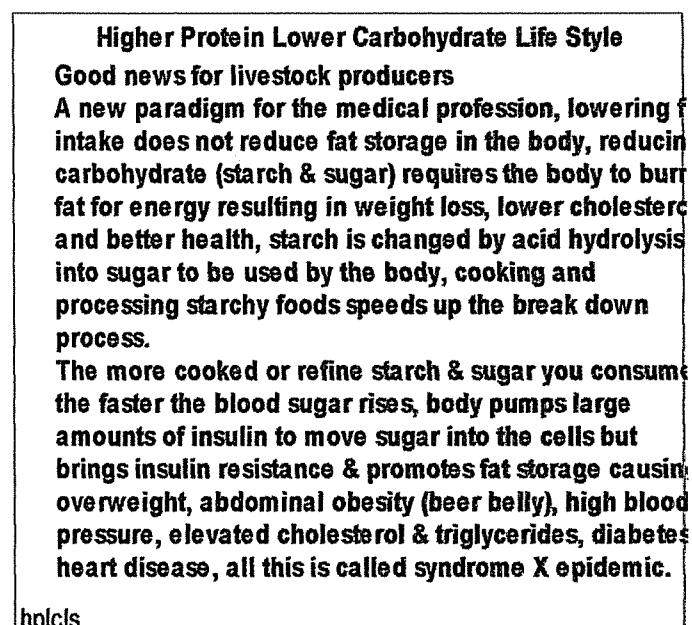 Higher Protein Lower Carbohydrate Life Style
Good news for livestock producers
A new paradigm for the medical profession, lowering f
intake does not reduce fat storage in the body, reducin
carbohydrate (starch & sugar) requires the body to burn
fat for energy resulting in weight loss, lower cholestero
and better health, starch is changed by acid hydrolysis
into sugar to be used by the body, cooking and
processing starchy foods speeds up the break down
process.
The more cooked or refine starch & sugar you consume
the faster the blood sugar rises, body pumps large
amounts of insulin to move sugar into the cells but
brings insulin resistance & promotes fat storage causing
overweight, abdominal obesity (beer belly), high blood
pressure, elevated cholesterol & triglycerides, diabetes
heart disease, all this is called syndrome X epidemic.
hplcls